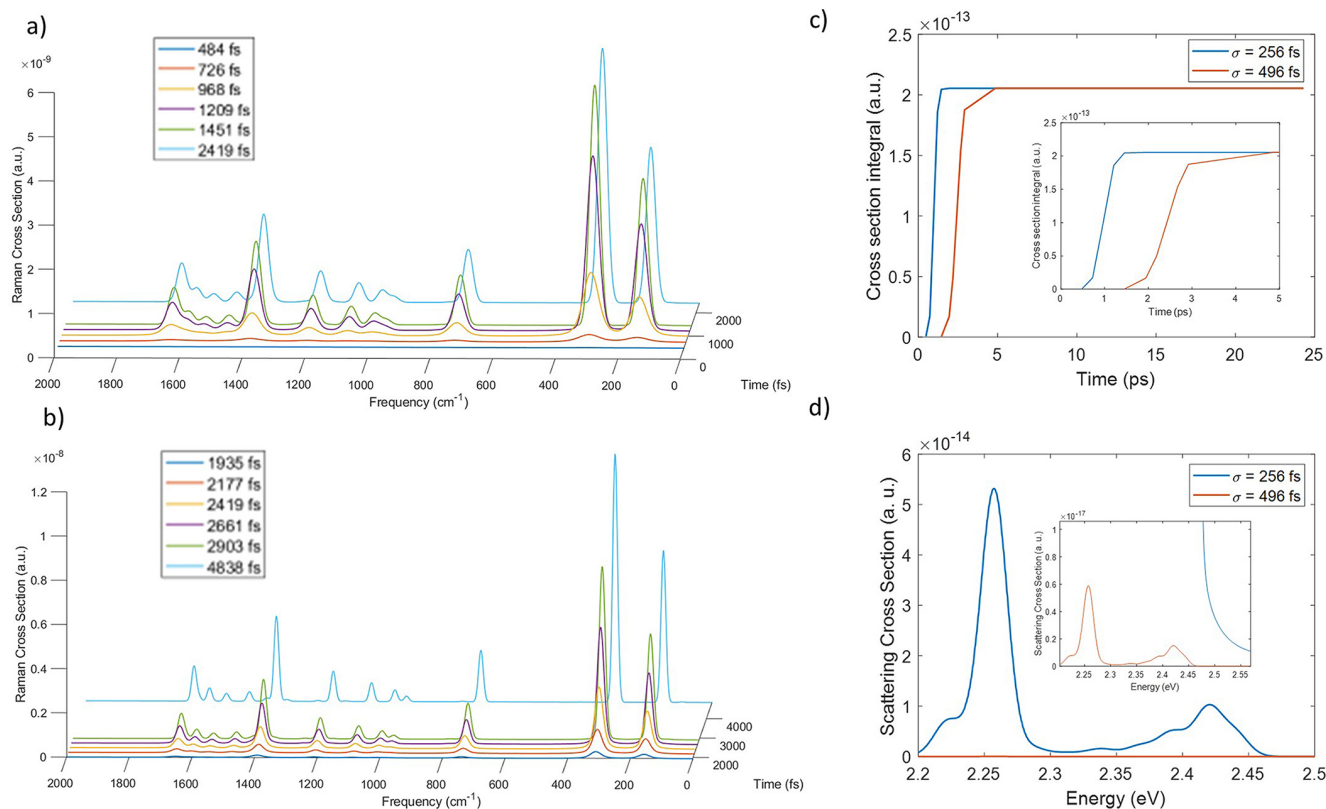 a)
484 fs
726 fs
968 fs
1209 fs
1451 fs
2419 fs
×10⁻⁹
6
5
4
3
2
1
0
Raman Cross Section (a.u.)
2000
1000
0
2000 1800 1600 1400 1200 1000 800 600 400 200 0
Time (fs)
Frequency (cm⁻¹)
b)
1935 fs
2177 fs
2419 fs
2661 fs
2903 fs
4838 fs
×10⁻⁸
1.2
1
0.8
0.6
0.4
0.2
0
Raman Cross Section (a.u.)
4000
3000
2000
2000 1800 1600 1400 1200 1000 800 600 400 200 0
Time (fs)
Frequency (cm⁻¹)
c)
×10⁻¹³
2.5
2
1.5
1
0.5
0
Cross section integral (a.u.)
σ = 256 fs
σ = 496 fs
×10⁻¹³
2.5
2
1.5
1
0.5
0
Cross section integral (a.u.)
0 1 2 3 4 5
Time (ps)
0 5 10 15 20 25
Time (ps)
d)
×10⁻¹⁴
6
5
4
3
2
1
0
Scattering Cross Section (a. u.)
σ = 256 fs
σ = 496 fs
×10⁻¹⁷
1
0.8
0.6
0.4
0.2
0
Scattering Cross Section (a. u.)
2.25 2.3 2.35 2.4 2.45 2.5 2.55
Energy (eV)
2.2 2.25 2.3 2.35 2.4 2.45 2.5
Energy (eV)